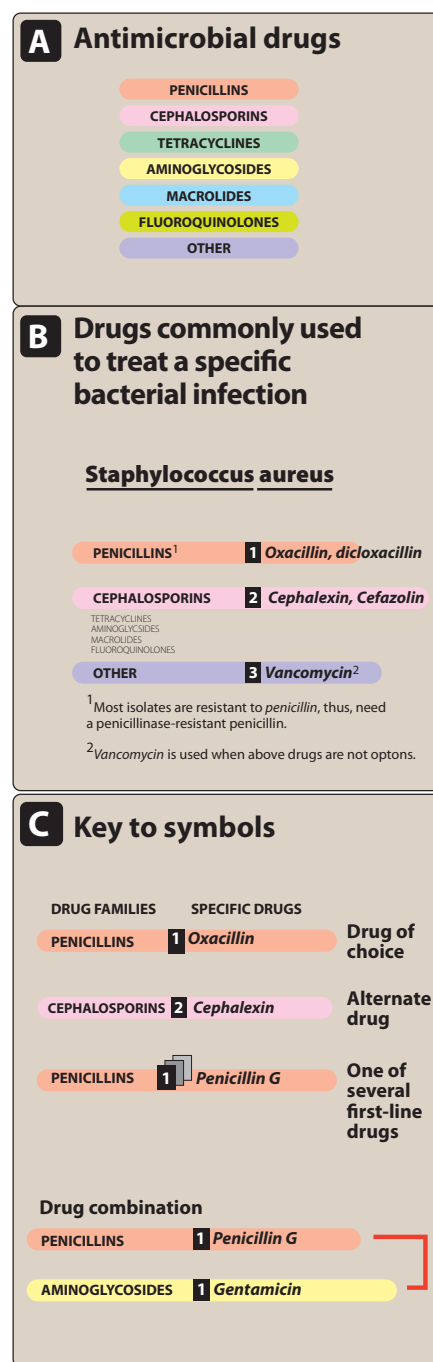 A Antimicrobial drugs
PENICILLINS
CEPHALOSPORINS
TETRACYCLINES
AMINOGLYCOSIDES
MACROLIDES
FLUOROQUINOLONES
OTHER
B Drugs commonly used
to treat a specific
bacterial infection
Staphylococcus aureus
PENICILLINS¹ 1 Oxacillin, dicloxacillin
CEPHALOSPORINS 2 Cephalexin, Cefazolin
TETRACYCLINES
AMINOGLYCSIDES
MACROLIDES
FLUOROQUINOLONES
OTHER 3 Vancomycin²
¹Most isolates are resistant to penicillin, thus, need
a penicillinase-resistant penicillin.
²Vancomycin is used when above drugs are not optons.
C Key to symbols
DRUG FAMILIES SPECIFIC DRUGS
PENICILLINS 1 Oxacillin
Drug of
choice
CEPHALOSPORINS 2 Cephalexin
Alternate
drug
PENICILLINS 1 Penicillin G
One of
several
first-line
drugs
Drug combination
PENICILLINS 1 Penicillin G
AMINOGLYCOSIDES 1 Gentamicin